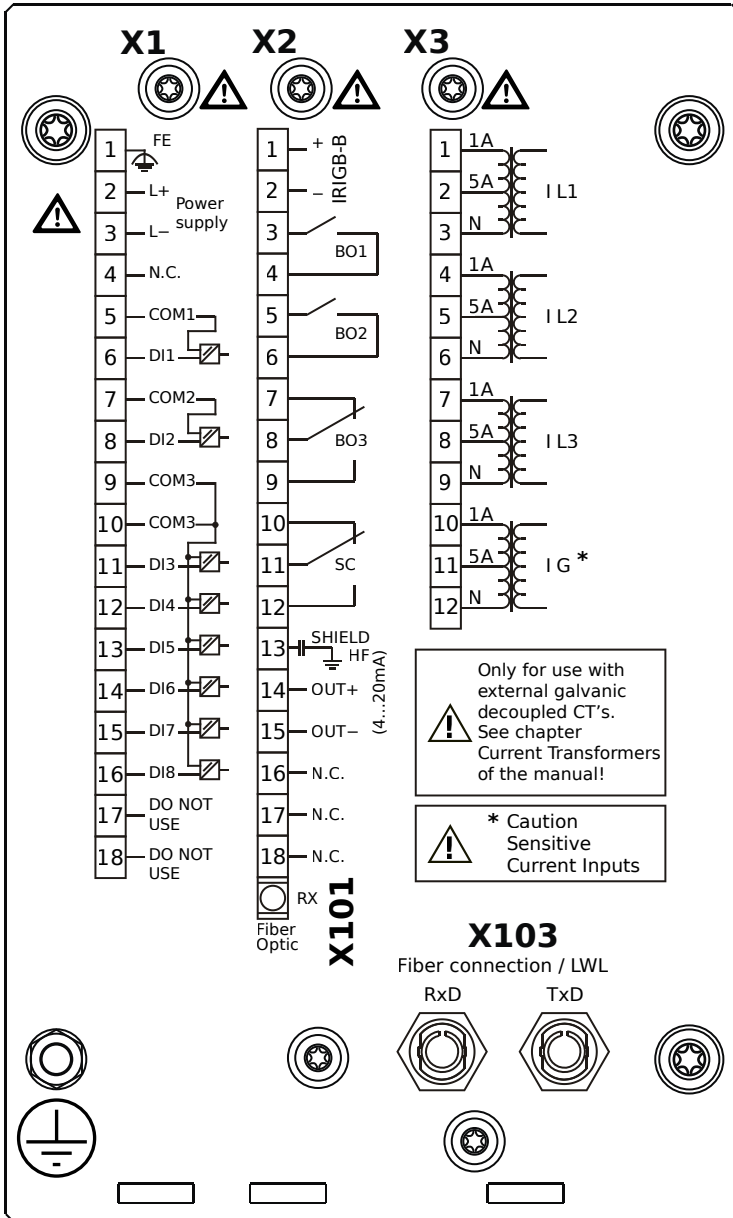 X1
X2
X3
1
FE
2
L+
Power
supply
3
L−
4
N.C.
5
COM1
6
DI1
7
COM2
8
DI2
9
COM3
10
COM3
11
DI3
12
DI4
13
DI5
14
DI6
15
DI7
16
DI8
17
DO NOT
USE
18
DO NOT
USE
1
+
2
−
IRIGB-B
3
BO1
4
5
BO2
6
7
8
BO3
9
10
11
SC
12
13
SHIELD
HF
14
OUT+
15
OUT−
(4...20mA)
16
N.C.
17
N.C.
18
N.C.
RX
Fiber
Optic
X101
1
1A
2
5A
I L1
3
N
4
1A
5
5A
I L2
6
N
7
1A
8
5A
I L3
9
N
10
1A
11
5A
I G *
12
N
Only for use with
external galvanic
decoupled CT's.
See chapter
Current Transformers
of the manual!
* Caution
Sensitive
Current Inputs
X103
Fiber connection / LWL
RxD
TxD